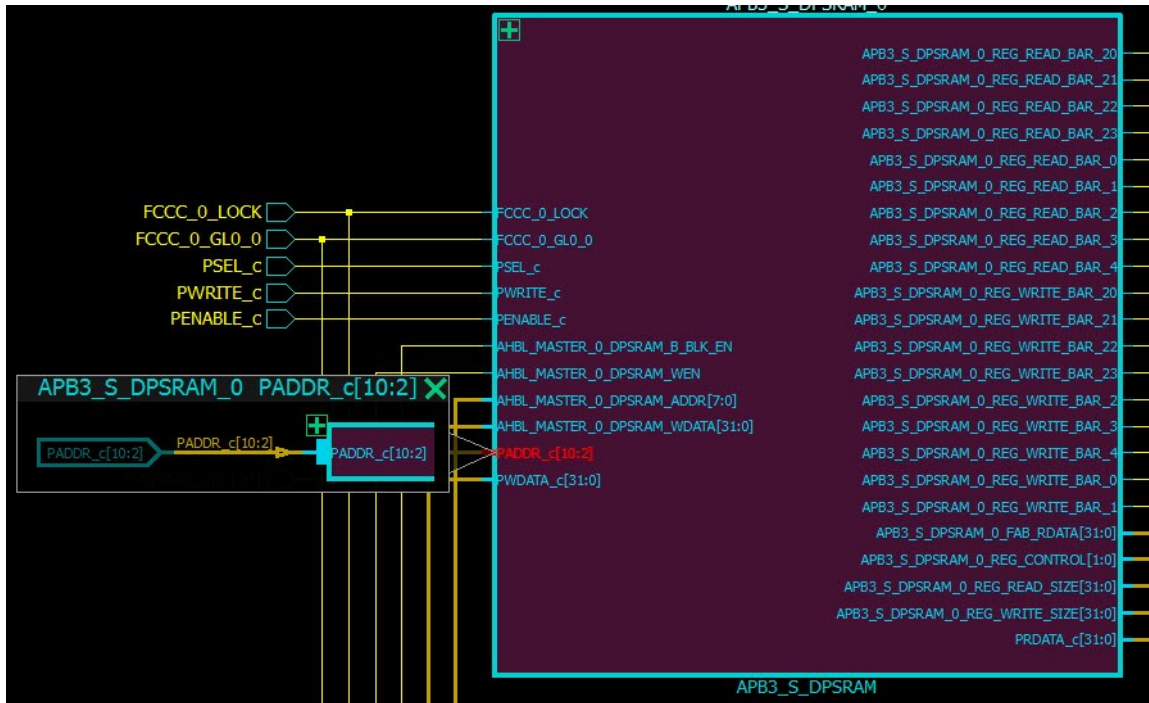 APB3_S_DPSRAM_0
APB3_S_DPSRAM_0_REG_READ_BAR_20
APB3_S_DPSRAM_0_REG_READ_BAR_21
APB3_S_DPSRAM_0_REG_READ_BAR_22
APB3_S_DPSRAM_0_REG_READ_BAR_23
APB3_S_DPSRAM_0_REG_READ_BAR_0
APB3_S_DPSRAM_0_REG_READ_BAR_1
FCCC_0_LOCK FCCC_0_LOCK APB3_S_DPSRAM_0_REG_READ_BAR_2
FCCC_0_GL0_0 FCCC_0_GL0_0 APB3_S_DPSRAM_0_REG_READ_BAR_3
PSEL_c PSEL_c APB3_S_DPSRAM_0_REG_READ_BAR_4
PWRITE_c PWRITE_c APB3_S_DPSRAM_0_REG_WRITE_BAR_20
PENABLE_c PENABLE_c APB3_S_DPSRAM_0_REG_WRITE_BAR_21
AHBL_MASTER_0_DPSRAM_B_BLK_EN APB3_S_DPSRAM_0_REG_WRITE_BAR_22
AHBL_MASTER_0_DPSRAM_WEN APB3_S_DPSRAM_0_REG_WRITE_BAR_23
APB3_S_DPSRAM_0 PADDR_c[10:2] AHBL_MASTER_0_DPSRAM_ADDR[7:0] APB3_S_DPSRAM_0_REG_WRITE_BAR_2
AHBL_MASTER_0_DPSRAM_WDATA[31:0] APB3_S_DPSRAM_0_REG_WRITE_BAR_3
PADDR_c[10:2] PADDR_c[10:2] PADDR_c[10:2] PADDR_c[10:2] APB3_S_DPSRAM_0_REG_WRITE_BAR_4
PWDATA_c[31:0] APB3_S_DPSRAM_0_REG_WRITE_BAR_0
APB3_S_DPSRAM_0_REG_WRITE_BAR_1
APB3_S_DPSRAM_0_FAB_RDATA[31:0]
APB3_S_DPSRAM_0_REG_CONTROL[1:0]
APB3_S_DPSRAM_0_REG_READ_SIZE[31:0]
APB3_S_DPSRAM_0_REG_WRITE_SIZE[31:0]
PRDATA_c[31:0]
APB3_S_DPSRAM